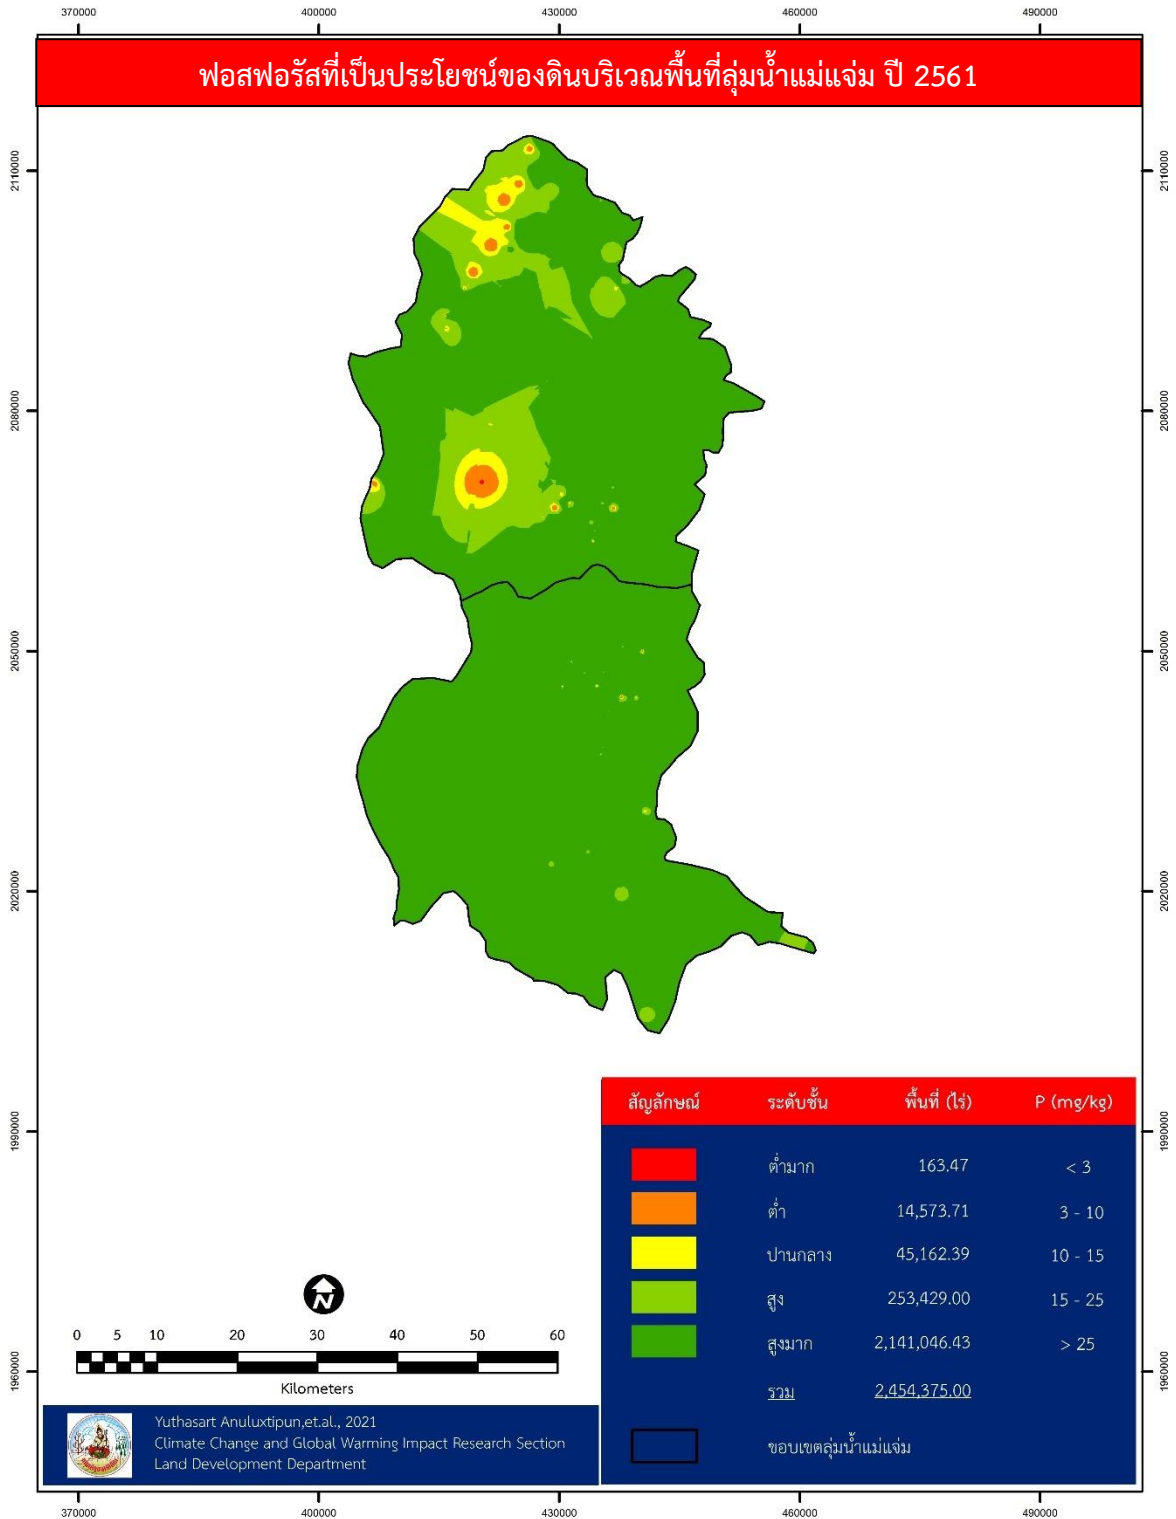 370000 400000 430000 460000 490000
ฟอสฟอรัสที่เป็นประโยชน์ของดินบริเวณพื้นที่ลุ่มน้ำแม่แจ่ม ปี 2561
2110000 2110000
2080000 2080000
2050000 2050000
2020000 2020000
1990000 1990000
1960000 1960000
สัญลักษณ์ ระดับชั้น พื้นที่ (ไร่) P (mg/kg)
ต่ำมาก 163.47 < 3
ต่ำ 14,573.71 3 - 10
ปานกลาง 45,162.39 10 - 15
สูง 253,429.00 15 - 25
สูงมาก 2,141,046.43 > 25
รวม 2,454,375.00
ขอบเขตลุ่มน้ำแม่แจ่ม
N
0 5 10 20 30 40 50 60
Kilometers
Yuthasart Anuluxtipun,et.al., 2021
Climate Change and Global Warming Impact Research Section
Land Development Department
370000 400000 430000 460000 490000